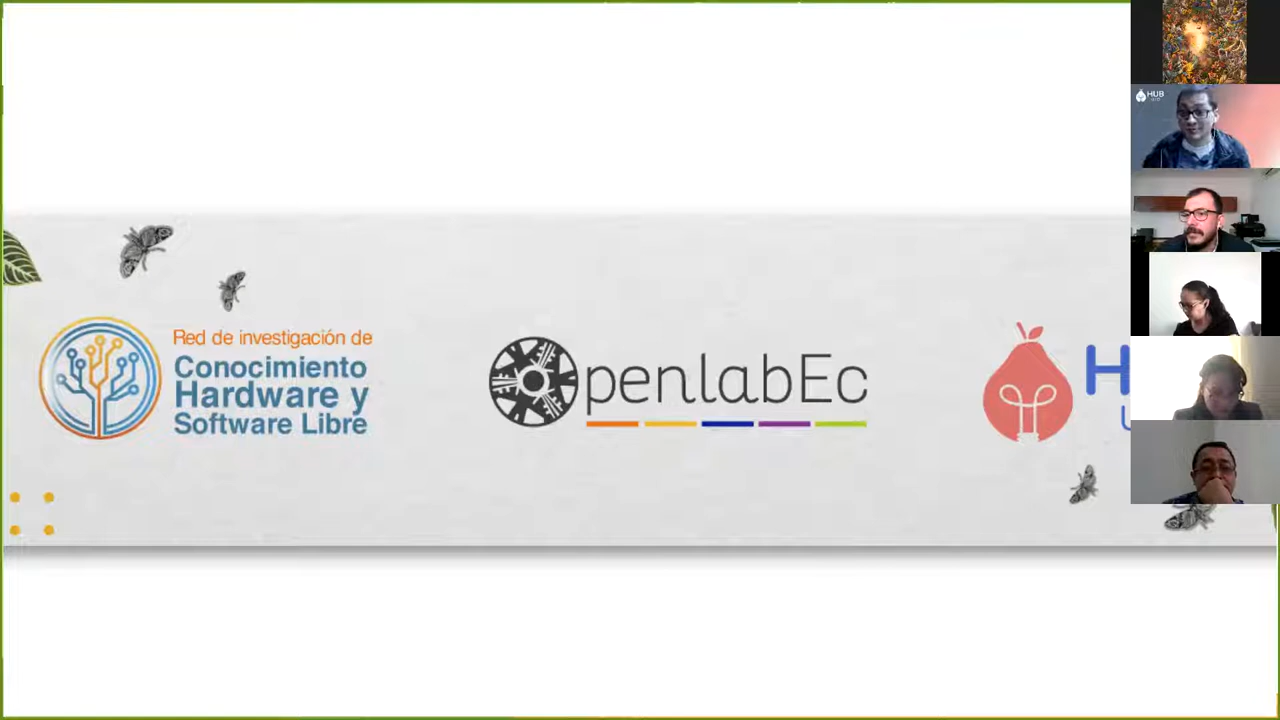 Red de investigación de
Conocimiento
Hardware y
Software Libre
penlabEc
H
U
HUB